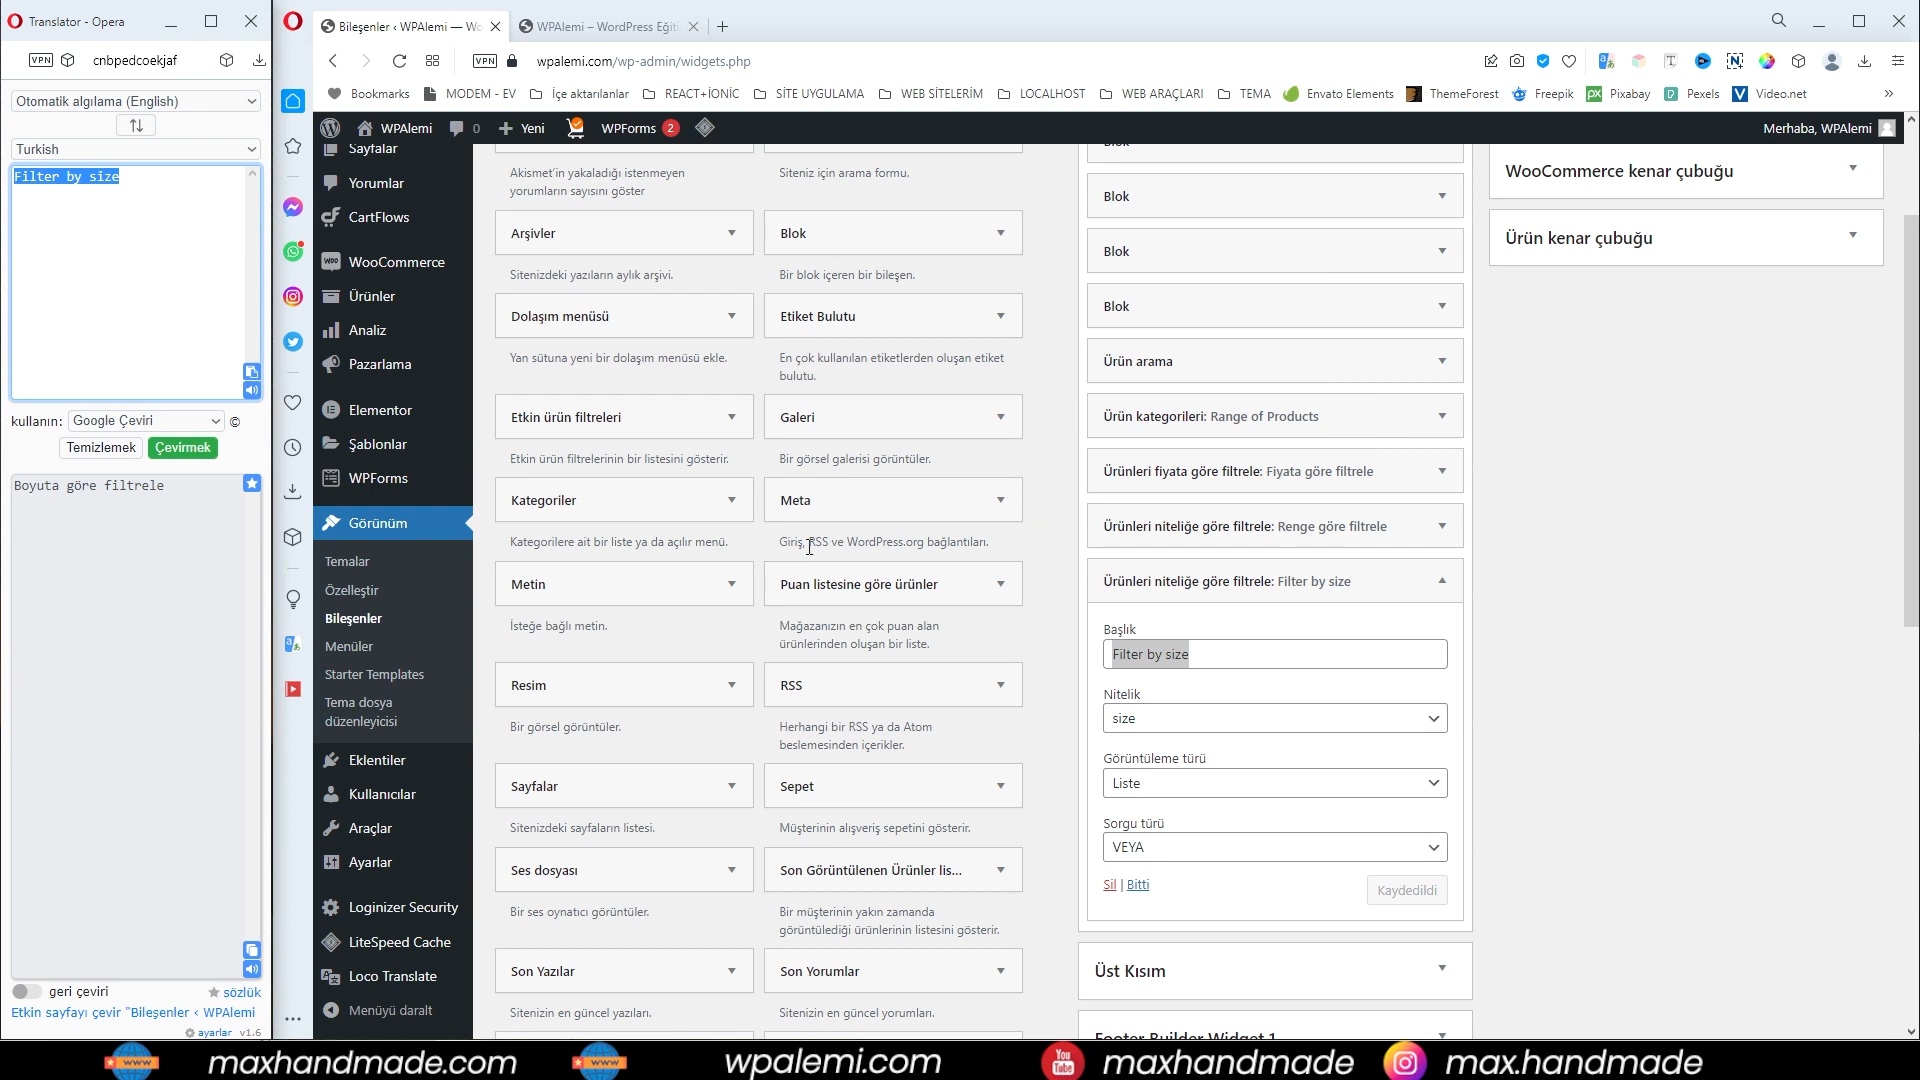 Translator - Opera
VPN
cnbpedcoekjaf
Otomatik algılama (English)
Turkish
Filter by size
kullanın:
Google Çeviri
©
Temizlemek
Çevirmek
Boyuta göre filtrele
geri çeviri
sözlük
Etkin sayfayı çevir "Bileşenler ‹ WPAlemi
ayarlar v1.6
Bileşenler ‹ WPAlemi — Wo
WPAlemi – WordPress Eğiti
VPN
wpalemi.com/wp-admin/widgets.php
Bookmarks
MODEM - EV
İçe aktarılanlar
REACT+İONİC
SİTE UYGULAMA
WEB SİTELERİM
LOCALHOST
WEB ARAÇLARI
TEMA
Envato Elements
ThemeForest
Freepik
Pixabay
Pexels
Video.net
WPAlemi
0
Yeni
WPForms 2
Merhaba, WPAlemi
Sayfalar
Yorumlar
CartFlows
WooCommerce
Ürünler
Analiz
Pazarlama
Elementor
Şablonlar
WPForms
Görünüm
Temalar
Özelleştir
Bileşenler
Menüler
Starter Templates
Tema dosya
düzenleyicisi
Eklentiler
Kullanıcılar
Araçlar
Ayarlar
Loginizer Security
LiteSpeed Cache
Loco Translate
Menüyü daralt
Akismet'in yakaladığı istenmeyen
yorumların sayısını göster
Siteniz için arama formu.
Arşivler
Blok
Sitenizdeki yazıların aylık arşivi.
Bir blok içeren bir bileşen.
Dolaşım menüsü
Etiket Bulutu
Yan sütuna yeni bir dolaşım menüsü ekle.
En çok kullanılan etiketlerden oluşan etiket
bulutu.
Etkin ürün filtreleri
Galeri
Etkin ürün filtrelerinin bir listesini gösterir.
Bir görsel galerisi görüntüler.
Kategoriler
Meta
Kategorilere ait bir liste ya da açılır menü.
Giriş, RSS ve WordPress.org bağlantıları.
Metin
Puan listesine göre ürünler
İsteğe bağlı metin.
Mağazanızın en çok puan alan
ürünlerinden oluşan bir liste.
Resim
RSS
Bir görsel görüntüler.
Herhangi bir RSS ya da Atom
beslemesinden içerikler.
Sayfalar
Sepet
Sitenizdeki sayfaların listesi.
Müşterinin alışveriş sepetini gösterir.
Ses dosyası
Son Görüntülenen Ürünler lis...
Bir ses oynatıcı görüntüler.
Bir müşterinin yakın zamanda
görüntülediği ürünlerinin listesini gösterir.
Son Yazılar
Son Yorumlar
Sitenizin en güncel yazıları.
Sitenizin en güncel yorumları.
Blok
Blok
Blok
Blok
Ürün arama
Ürün kategorileri: Range of Products
Ürünleri fiyata göre filtrele: Fiyata göre filtrele
Ürünleri niteliğe göre filtrele: Renge göre filtrele
Ürünleri niteliğe göre filtrele: Filter by size
Başlık
Filter by size
Nitelik
size
Görüntüleme türü
Liste
Sorgu türü
VEYA
Sil | Bitti
Kaydedildi
Üst Kısım
Footer Builder Widget 1
WooCommerce kenar çubuğu
Ürün kenar çubuğu
www
maxhandmade.com
www
wpalemi.com
You Tube
maxhandmade
max.handmade